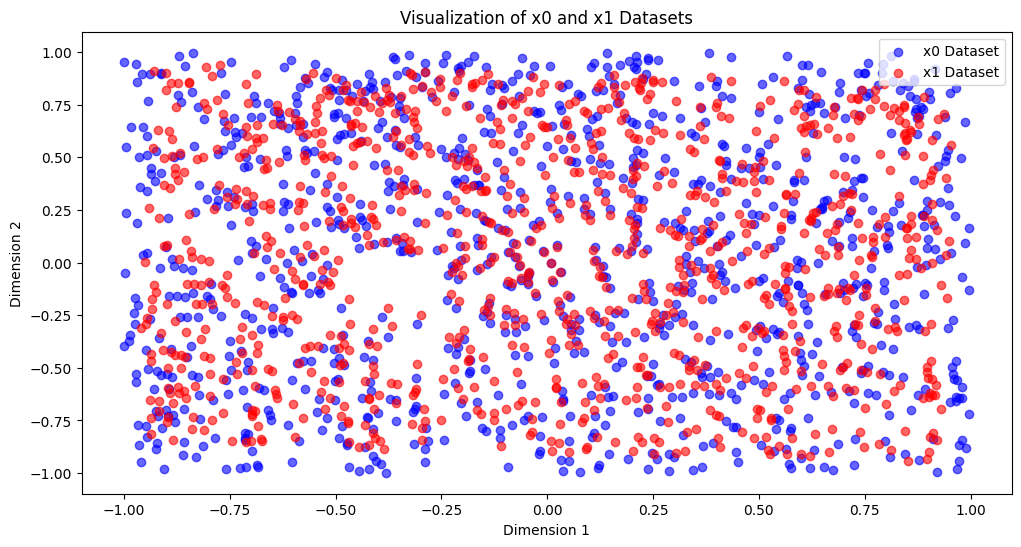 Visualization of x0 and x1 Datasets
x0 Dataset
x1 Dataset
1.00
0.75
0.50
0.25
0.00
−0.25
−0.50
−0.75
−1.00
Dimension 2
−1.00 −0.75 −0.50 −0.25 0.00 0.25 0.50 0.75 1.00
Dimension 1